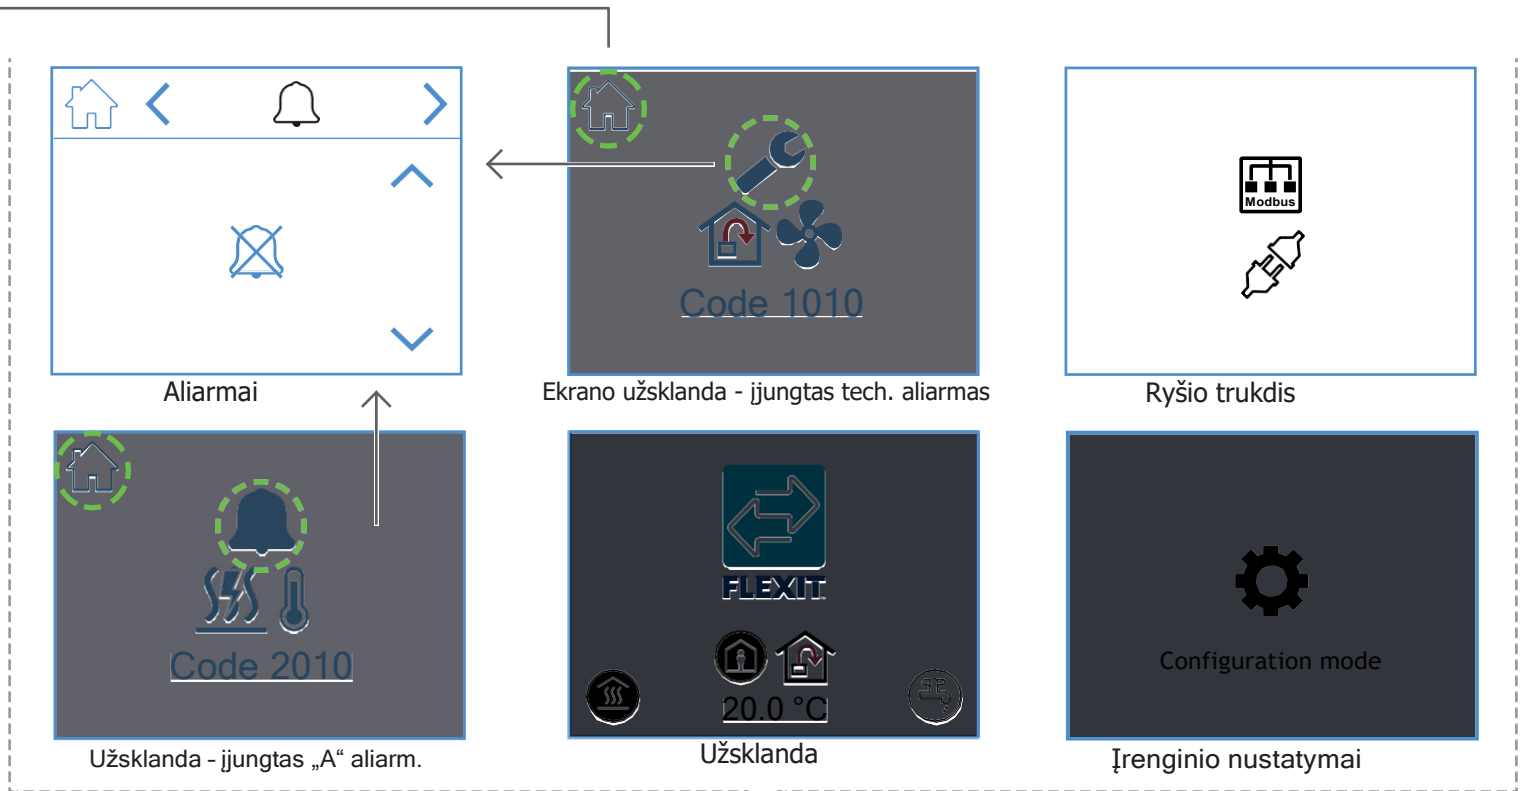 Code 1010
Modbus
Aliarmai
Ekrano užsklanda - įjungtas tech. aliarmas
Ryšio trukdis
Code 2010
FLEXIT
20.0 °C
Configuration mode
Užsklanda – įjungtas „A“ aliarm.
Užsklanda
Įrenginio nustatymai